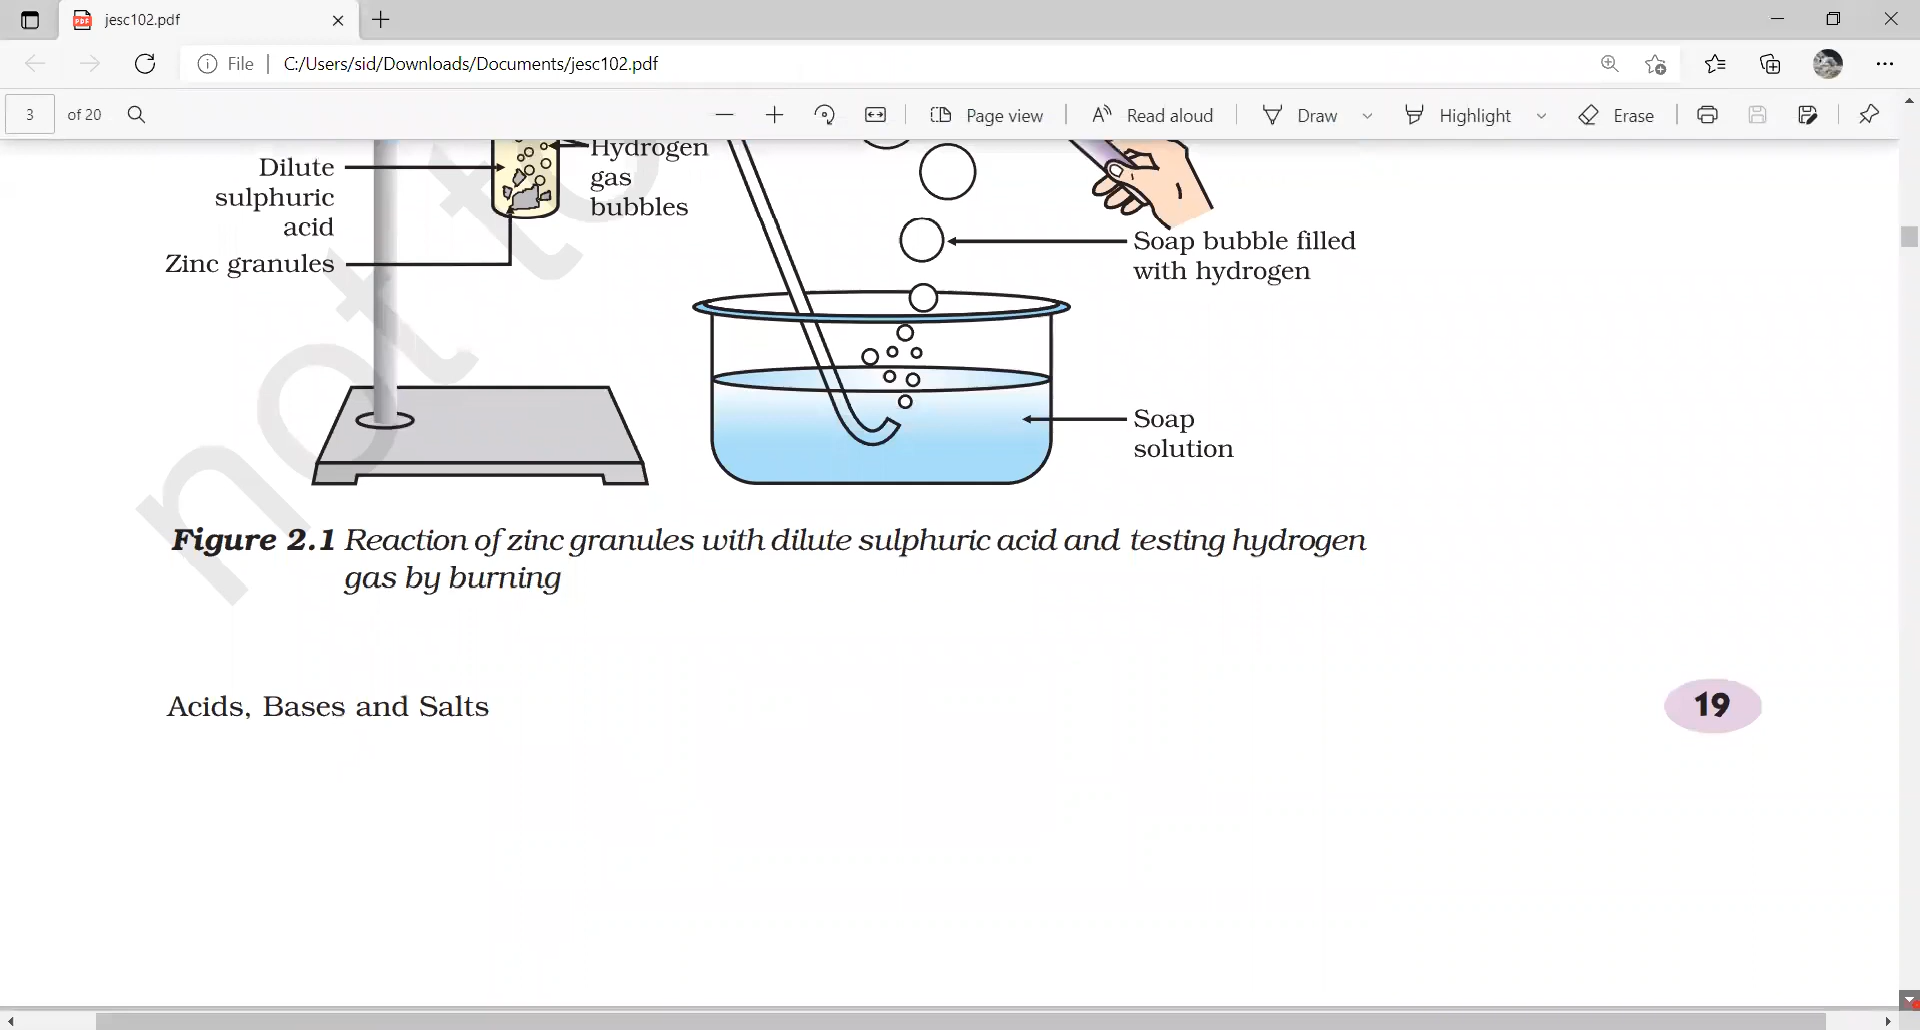 jesc102.pdf
File C:/Users/sid/Downloads/Documents/jesc102.pdf
3 of 20 Page view Read aloud Draw Highlight Erase
Hydrogen
gas
bubbles
Dilute
sulphuric
acid
Zinc granules
Soap bubble filled
with hydrogen
Soap
solution
not to
Figure 2.1 Reaction of zinc granules with dilute sulphuric acid and testing hydrogen
gas by burning
Acids, Bases and Salts
19